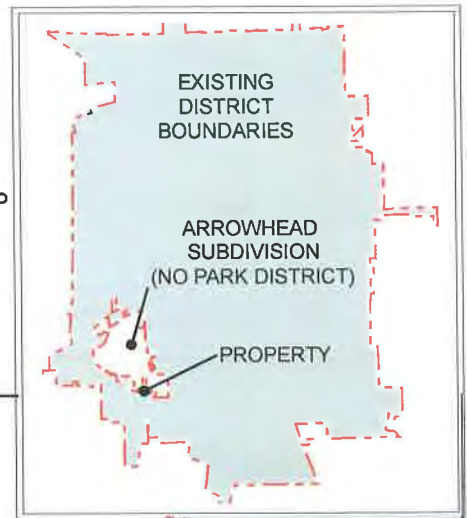 EXISTING
DISTRICT
BOUNDARIES
ARROWHEAD
SUBDIVISION
(NO PARK DISTRICT)
PROPERTY